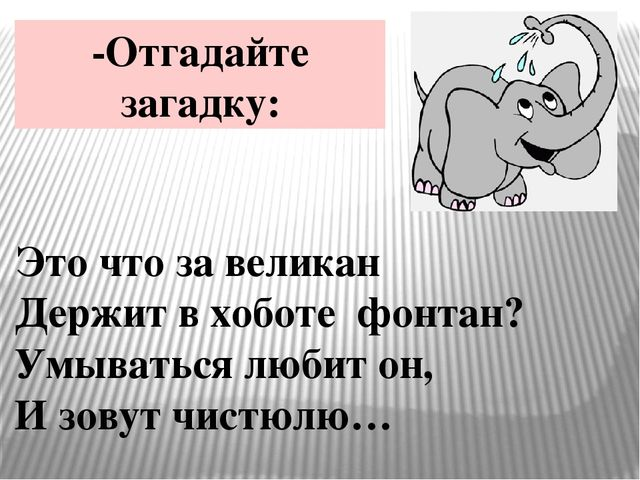 -Отгадайте
загадку:
Это что за великан
Держит в хоботе фонтан?
Умываться любит он,
И зовут чистюлю…